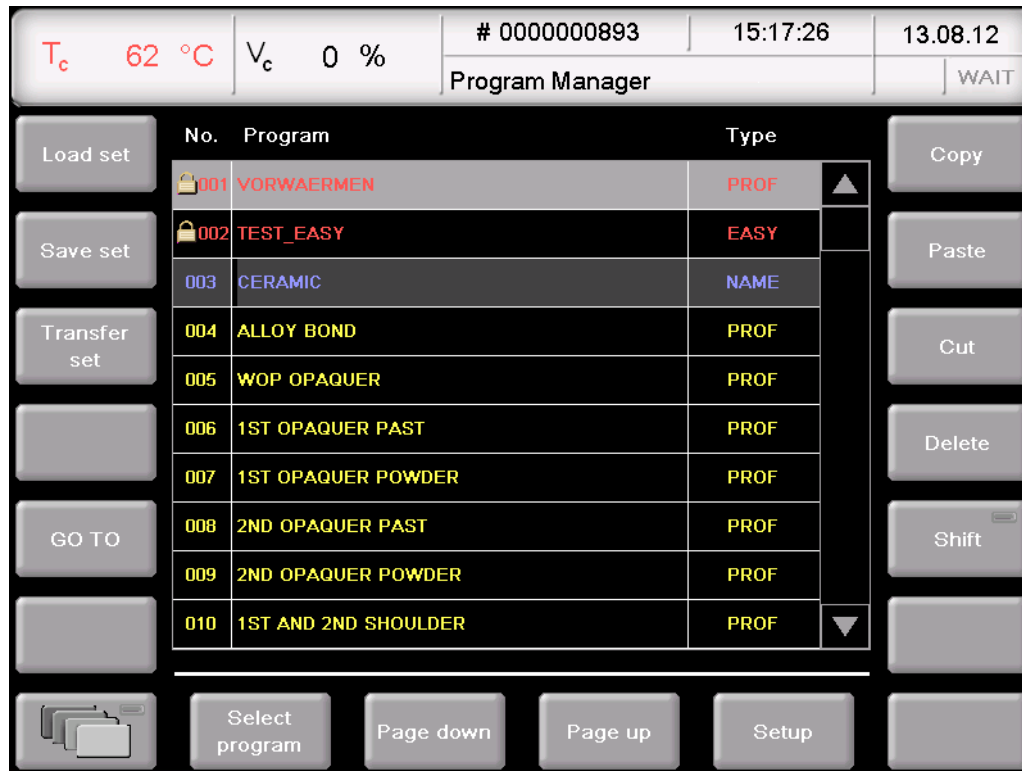 Tc 62 °C Vc 0 % # 0000000893 15:17:26 13.08.12
Program Manager WAIT
Load set
Save set
Transfer
set
GO TO
No. Program Type
001 VORWAERMEN PROF
002 TEST_EASY EASY
003 CERAMIC NAME
004 ALLOY BOND PROF
005 WOP OPAQUER PROF
006 1ST OPAQUER PAST PROF
007 1ST OPAQUER POWDER PROF
008 2ND OPAQUER PAST PROF
009 2ND OPAQUER POWDER PROF
010 1ST AND 2ND SHOULDER PROF
Copy
Paste
Cut
Delete
Shift
Select
program
Page down
Page up
Setup